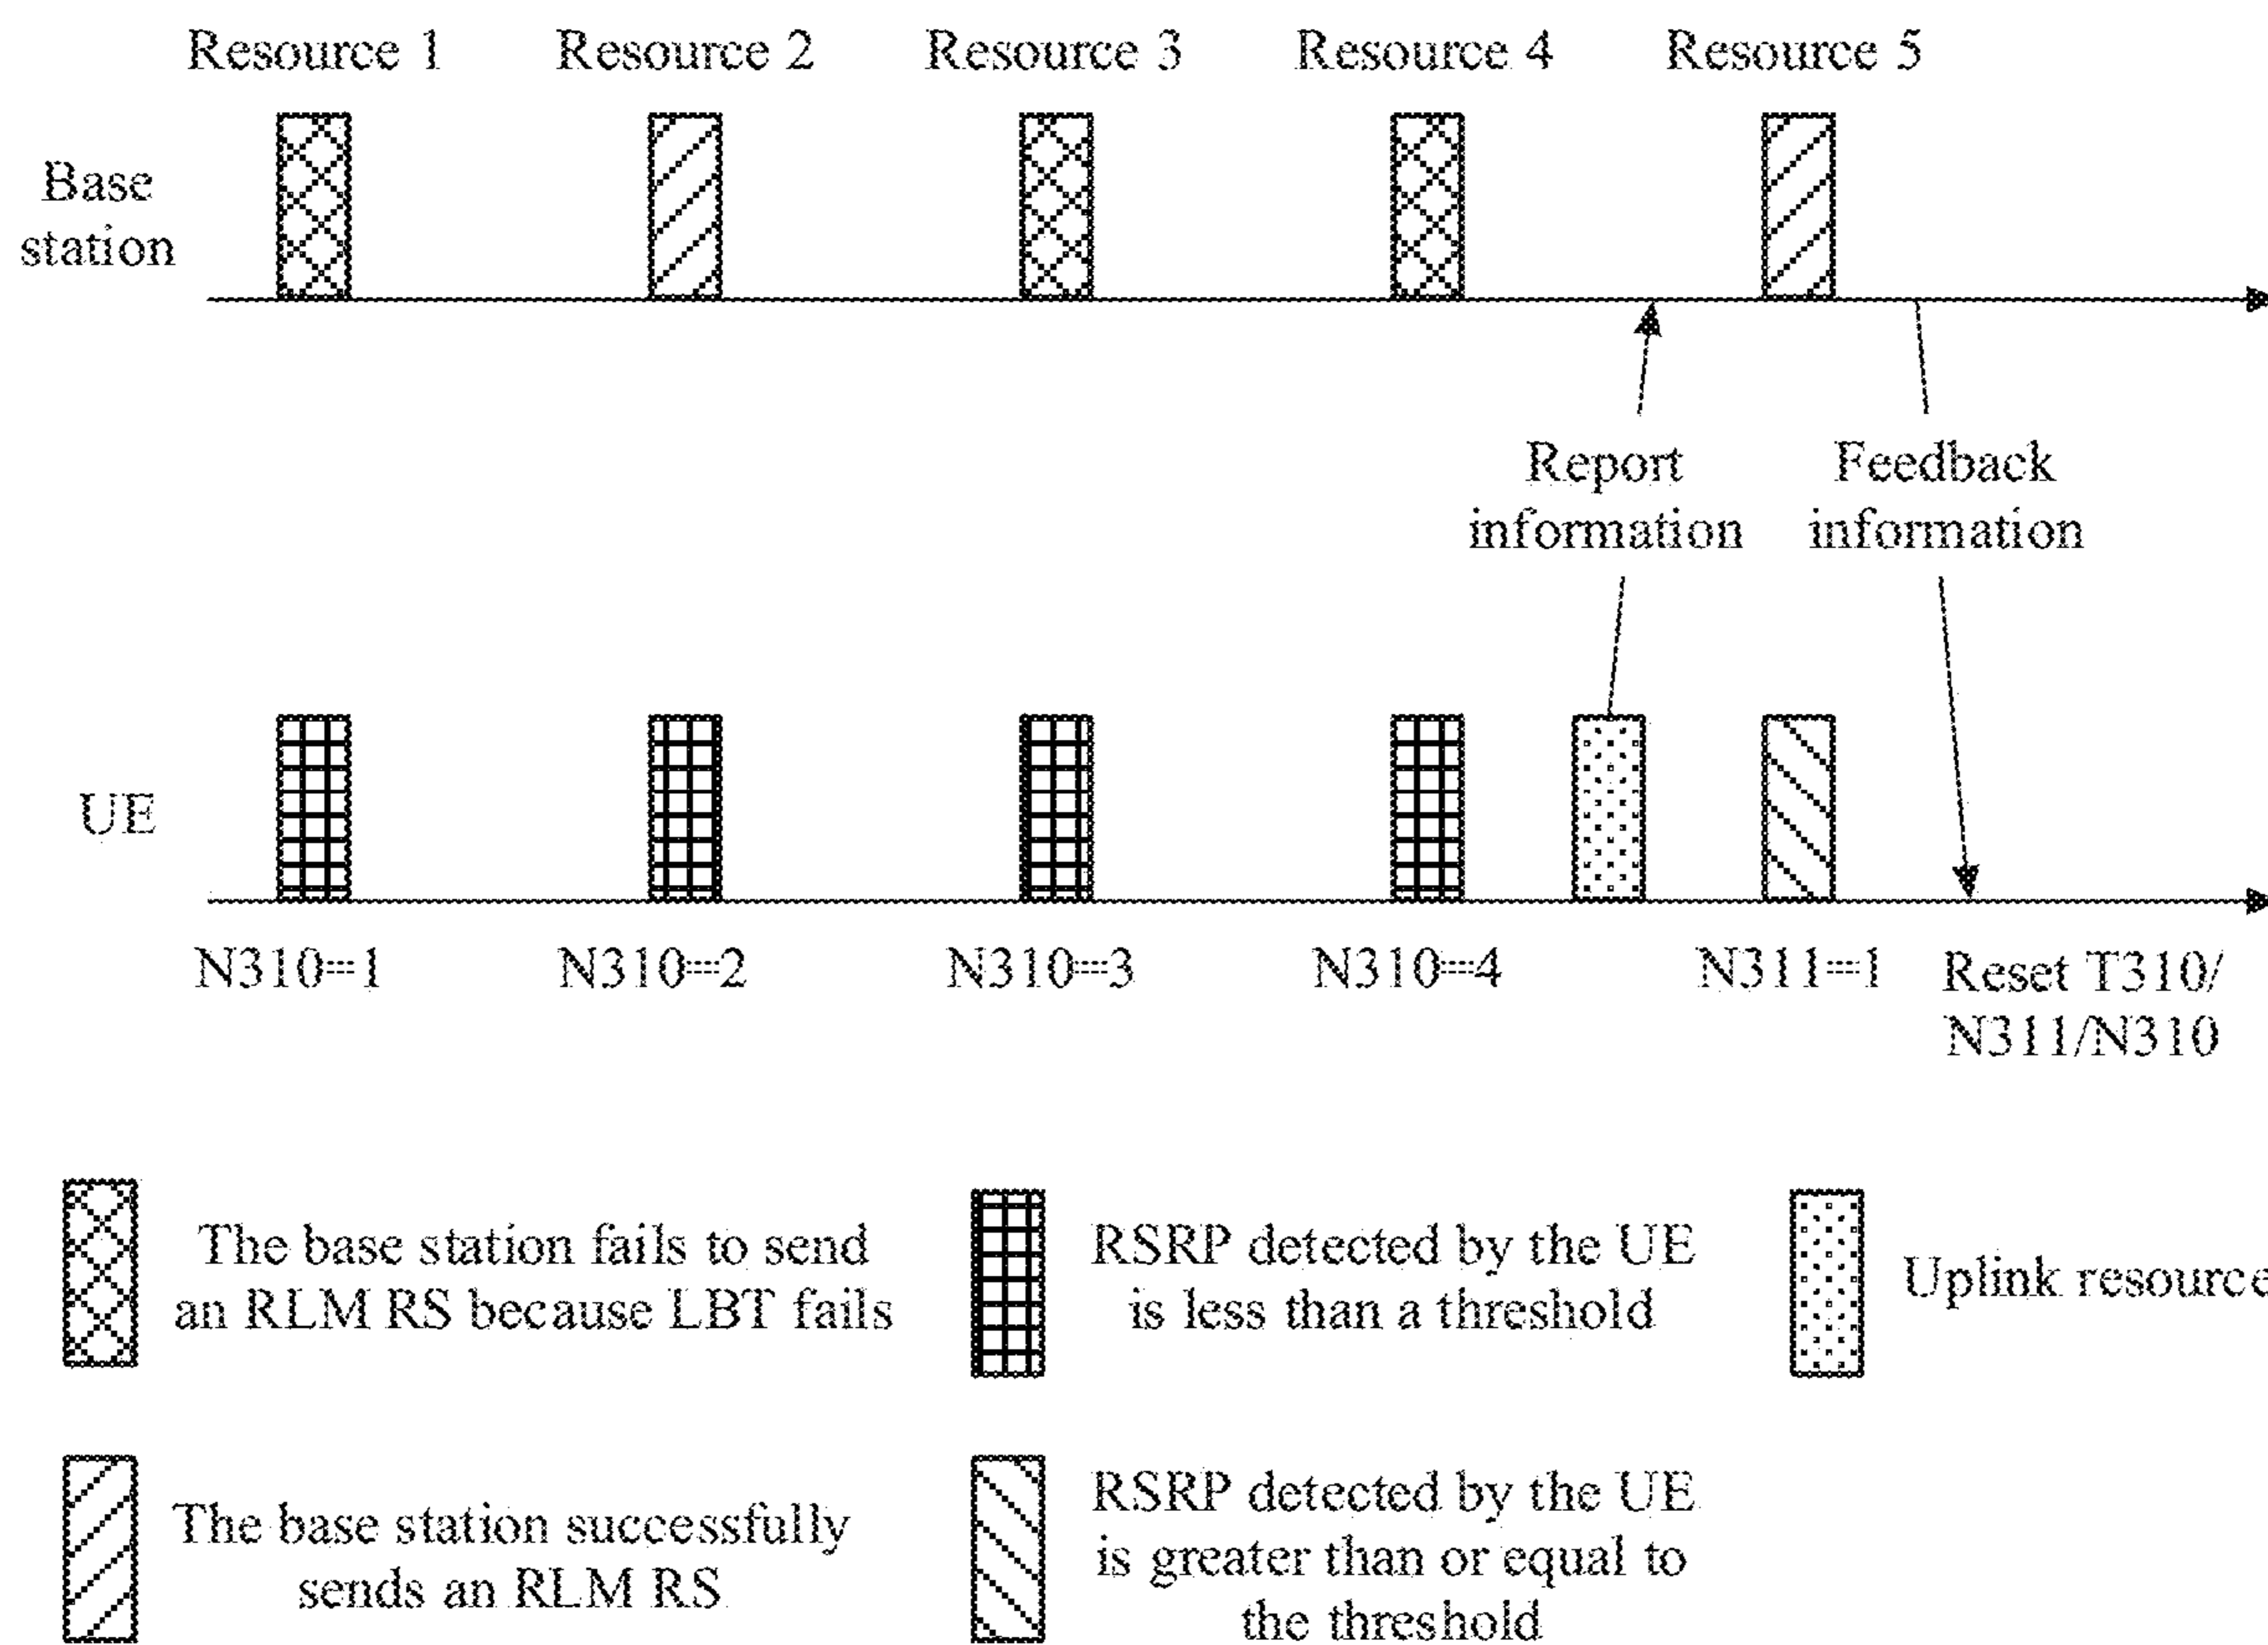 Resource 1 Resource 2 Resource 3 Resource 4 Resource 5
Base
station
Report
information
Feedback
information
UE
N310=1 N310=2 N310=3 N310=4 N311=1 Reset T310/
N311/N310
The base station fails to send
an RLM RS because LBT fails
RSRP detected by the UE
is less than a threshold
Uplink resource
The base station successfully
sends an RLM RS
RSRP detected by the UE
is greater than or equal to
the threshold